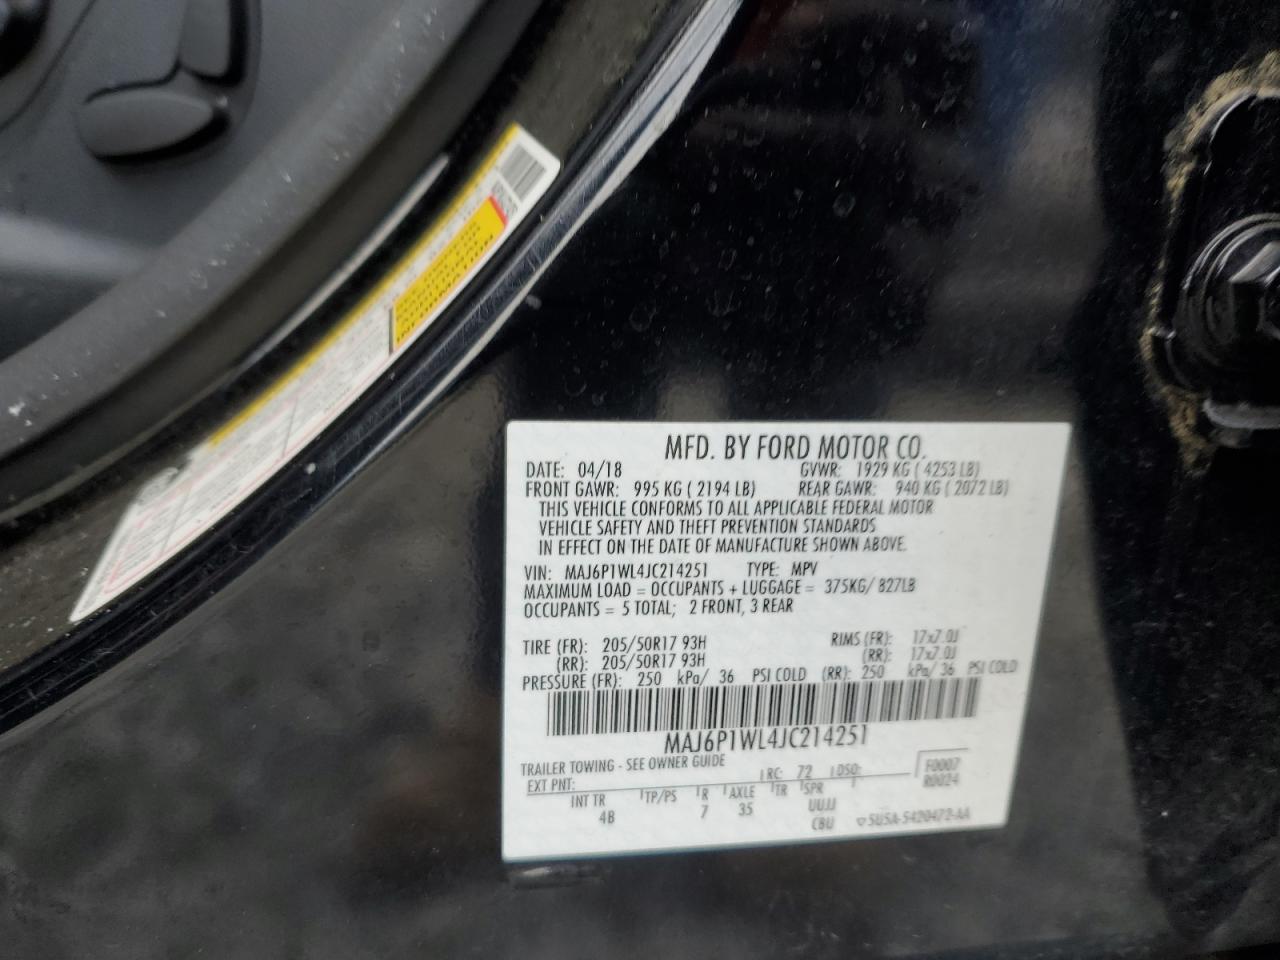 INFORMATION
MFD. BY FORD MOTOR CO.
DATE: 04/18 GVWR: 1929 KG ( 4253 LB)
FRONT GAWR: 995 KG ( 2194 LB) REAR GAWR: 940 KG ( 2072 LB)
THIS VEHICLE CONFORMS TO ALL APPLICABLE FEDERAL MOTOR
VEHICLE SAFETY AND THEFT PREVENTION STANDARDS
IN EFFECT ON THE DATE OF MANUFACTURE SHOWN ABOVE.
VIN: MAJ6P1WL4JC214251 TYPE: MPV
MAXIMUM LOAD = OCCUPANTS + LUGGAGE = 375KG/ 827LB
OCCUPANTS = 5 TOTAL; 2 FRONT, 3 REAR
TIRE (FR): 205/50R17 93H RIMS (FR): 17x7.0J
(RR): 205/50R17 93H (RR): 17x7.0J
PRESSURE (FR): 250 kPa/ 36 PSI COLD (RR): 250 kPa/ 36 PSI COLD
MAJ6P1WL4JC214251
TRAILER TOWING - SEE OWNER GUIDE
EXT PNT: RC: 72 DSO: F0007
R0024
INT TR TP/PS R AXLE TR SPR
4B 7 35 UUJJ
CBU 5U5A-5420472-AA